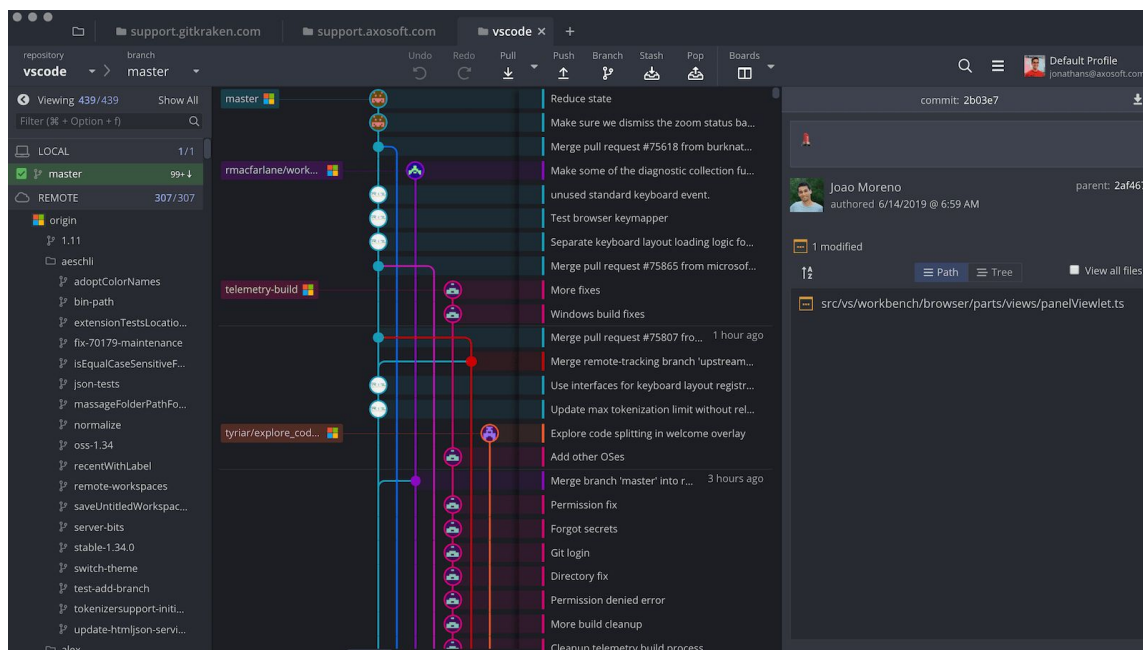 support.gitkraken.com
support.axosoft.com
vscode
repository
branch
vscode
master
Undo
Redo
Pull
Push
Branch
Stash
Pop
Boards
Default Profile
jonathans@axosoft.com
Viewing 439/439
Show All
Filter (⌘ + Option + f)
LOCAL
1/1
master
99+↓
REMOTE
307/307
origin
1.11
aeschli
adoptColorNames
bin-path
extensionTestsLocatio...
fix-70179-maintenance
isEqualCaseSensitiveF...
json-tests
massageFolderPathFo...
normalize
oss-1.34
recentWithLabel
remote-workspaces
saveUntitledWorkspac...
server-bits
stable-1.34.0
switch-theme
test-add-branch
tokenizersupport-initi...
update-htmljson-servi...
master
Reduce state
Make sure we dismiss the zoom status ba...
Merge pull request #75618 from burknat...
rmacfarlane/work...
Make some of the diagnostic collection fu...
unused standard keyboard event.
Test browser keymapper
Separate keyboard layout loading logic fo...
Merge pull request #75865 from microsof...
telemetry-build
More fixes
Windows build fixes
Merge pull request #75807 fro...
1 hour ago
Merge remote-tracking branch 'upstream...
Use interfaces for keyboard layout registr...
Update max tokenization limit without rel...
tyriar/explore_cod...
Explore code splitting in welcome overlay
Add other OSes
Merge branch 'master' into r...
3 hours ago
Permission fix
Forgot secrets
Git login
Directory fix
Permission denied error
More build cleanup
Cleanup telemetry build process
commit: 2b03e7
Joao Moreno
authored 6/14/2019 @ 6:59 AM
parent: 2af467
1 modified
Path
Tree
View all files
src/vs/workbench/browser/parts/views/panelViewlet.ts